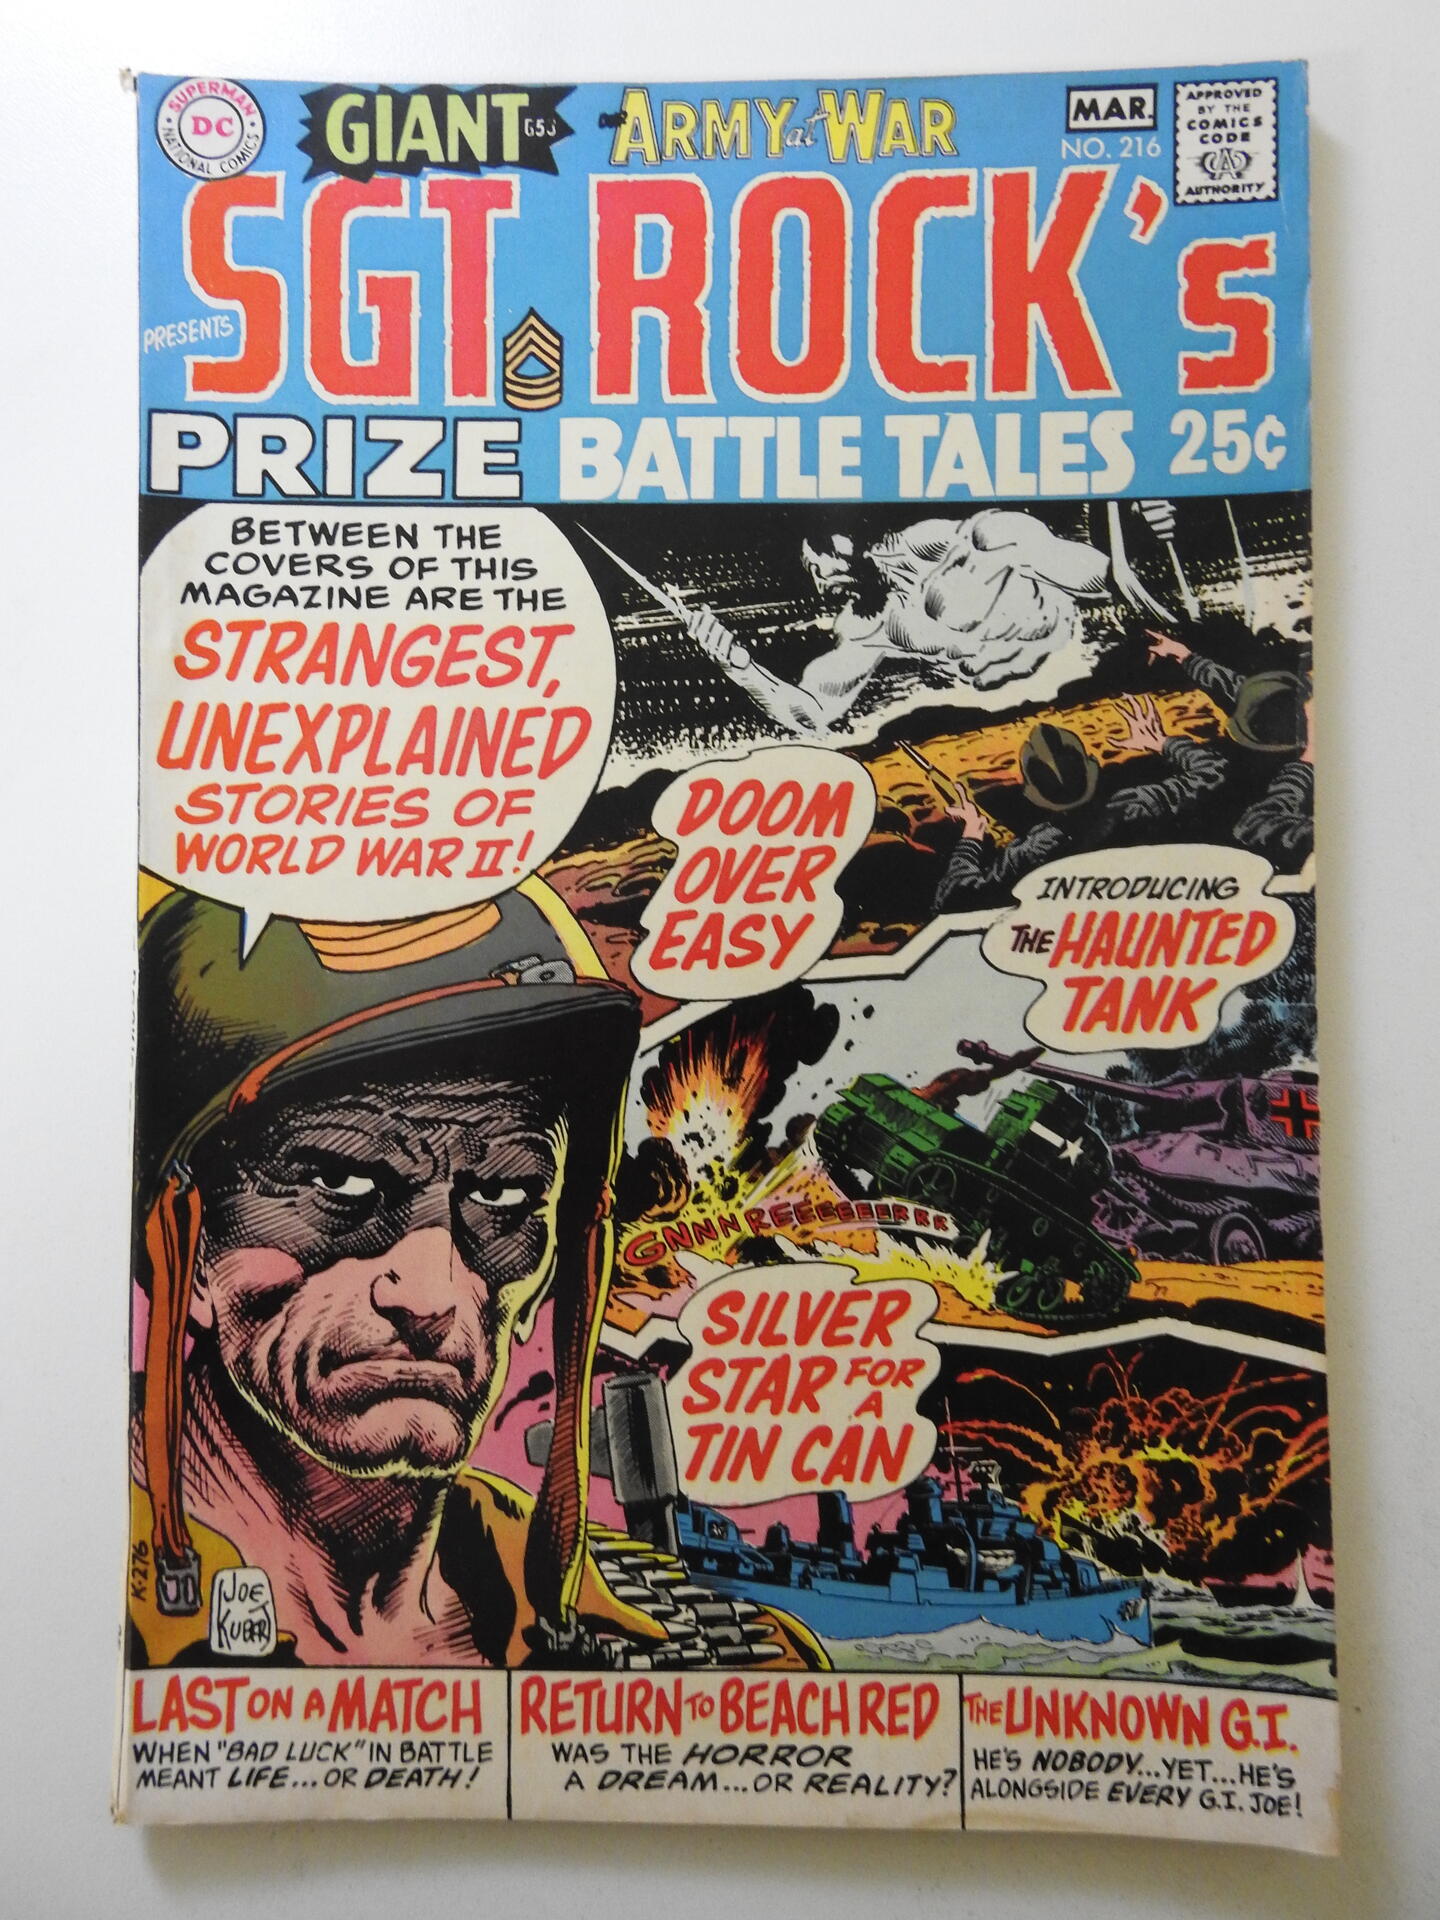 SUPERMAN
DC
NATIONAL COMICS
GIANT
OUR ARMY at WAR
MAR.
NO. 216
APPROVED
BY THE
COMICS
CODE
CA
AUTHORITY
PRESENTS
SGT. ROCK's
PRIZE BATTLE TALES 25¢
BETWEEN THE
COVERS OF THIS
MAGAZINE ARE THE
STRANGEST,
UNEXPLAINED
STORIES OF
WORLD WAR II!
DOOM
OVER
EASY
INTRODUCING
THE HAUNTED
TANK
GNNNREEEEEEERRR
SILVER
STAR FOR
A
TIN CAN
K-276
JOE
KUBERT
LAST ON A MATCH
WHEN "BAD LUCK" IN BATTLE
MEANT LIFE...OR DEATH!
RETURN TO BEACH RED
WAS THE HORROR
A DREAM...OR REALITY?
THE UNKNOWN G.I.
HE'S NOBODY...YET...HE'S
ALONGSIDE EVERY G.I. JOE!